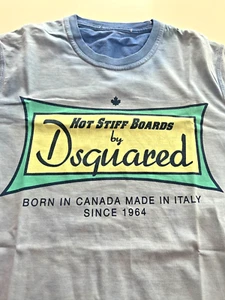 HOT STIFF BOARDS
by
Dsquared
BORN IN CANADA MADE IN ITALY
SINCE 1964